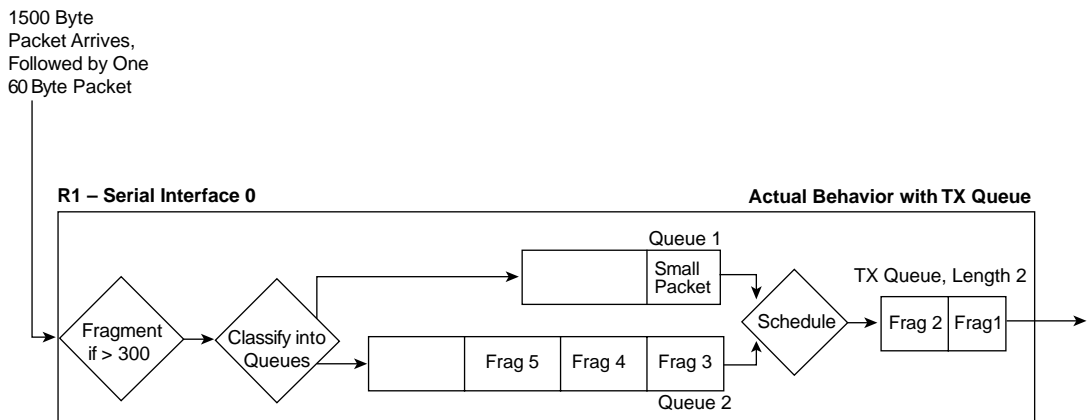 1500 Byte
Packet Arrives,
Followed by One
60 Byte Packet
R1 – Serial Interface 0
Actual Behavior with TX Queue
Queue 1
Small
Packet
TX Queue, Length 2
Fragment
if > 300
Classify into
Queues
Schedule
Frag 2
Frag1
Frag 5
Frag 4
Frag 3
Queue 2